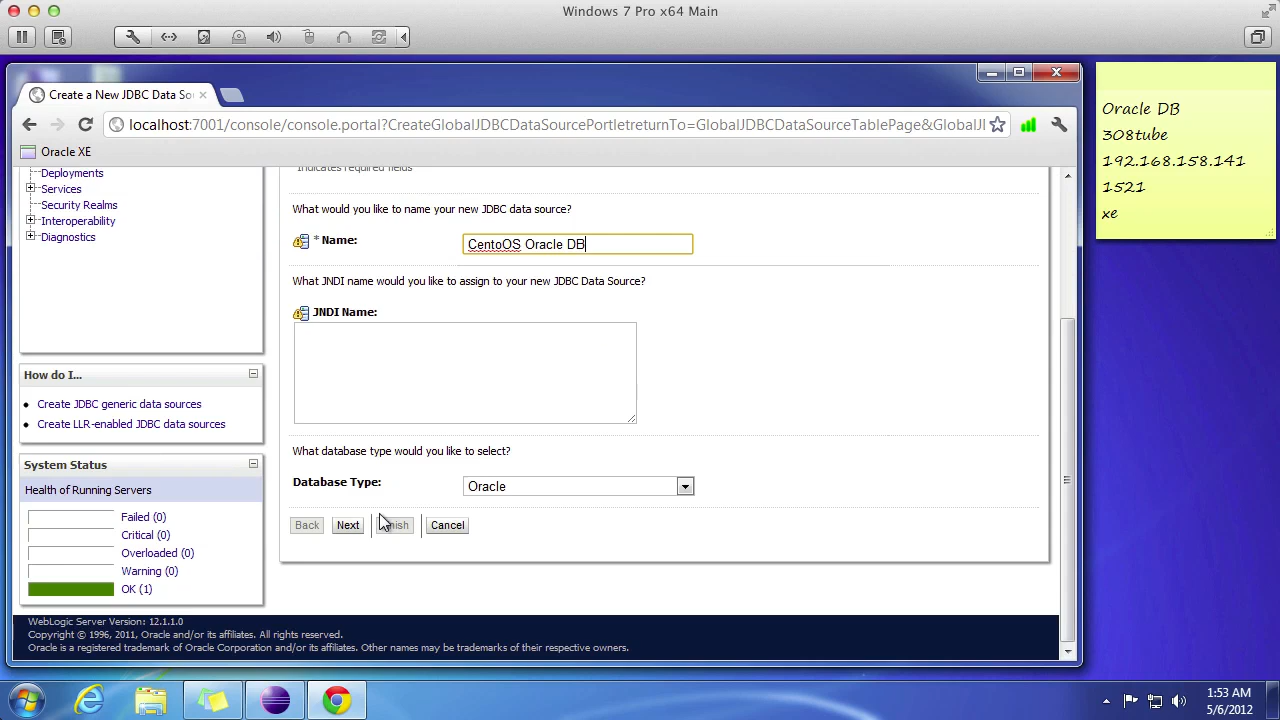 Windows 7 Pro x64 Main
Create a New JDBC Data So
localhost:7001/console/console.portal?CreateGlobalJDBCDataSourcePortletreturnTo=GlobalJDBCDataSourceTablePage&GlobalJI
Oracle XE
Oracle DB
308tube
192.168.158.141
1521
xe
Deployments
Services
Security Realms
Interoperability
Diagnostics
How do I...
Create JDBC generic data sources
Create LLR-enabled JDBC data sources
System Status
Health of Running Servers
Failed (0)
Critical (0)
Overloaded (0)
Warning (0)
OK (1)
Indicates required fields
What would you like to name your new JDBC data source?
* Name: CentoOS Oracle DB
What JNDI name would you like to assign to your new JDBC Data Source?
JNDI Name:
What database type would you like to select?
Database Type: Oracle
Back Next Finish Cancel
WebLogic Server Version: 12.1.1.0
Copyright © 1996, 2011, Oracle and/or its affiliates. All rights reserved.
Oracle is a registered trademark of Oracle Corporation and/or its affiliates. Other names may be trademarks of their respective owners.
1:53 AM
5/6/2012